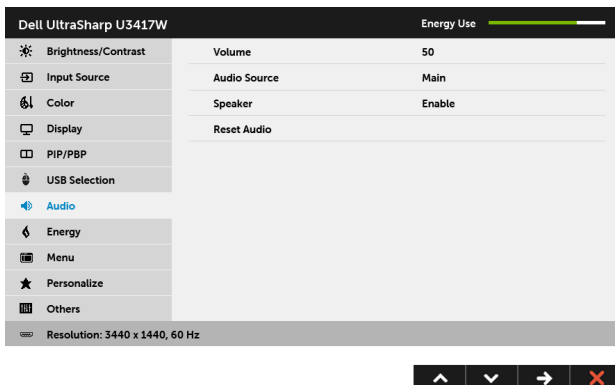 Dell UltraSharp U3417W Energy Use
Brightness/Contrast Volume 50
Input Source Audio Source Main
Color Speaker Enable
Display Reset Audio
PIP/PBP
USB Selection
Audio
Energy
Menu
Personalize
Others
Resolution: 3440 x 1440, 60 Hz